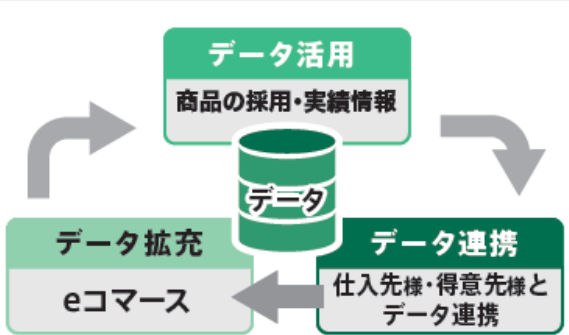 データ活用
商品の採用・実績情報
データ
データ拡充
eコマース
データ連携
仕入先様・得意先様と
データ連携